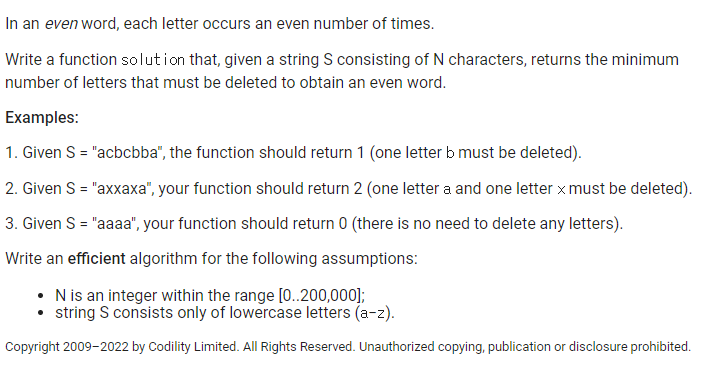 In an even word, each letter occurs an even number of times.
Write a function solution that, given a string S consisting of N characters, returns the minimum
number of letters that must be deleted to obtain an even word.
Examples:
1. Given S = "acbcbba", the function should return 1 (one letter b must be deleted).
2. Given S = "axxaxa", your function should return 2 (one letter a and one letter x must be deleted).
3. Given S = "aaaa", your function should return 0 (there is no need to delete any letters).
Write an efficient algorithm for the following assumptions:
• N is an integer within the range [0..200,000];
• string S consists only of lowercase letters (a-z).
Copyright 2009–2022 by Codility Limited. All Rights Reserved. Unauthorized copying, publication or disclosure prohibited.